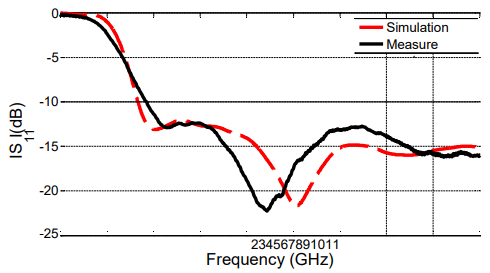 0
-5
-10
-15
-20
-25
IS11I(dB)
Simulation
Measure
234567891011
Frequency (GHz)